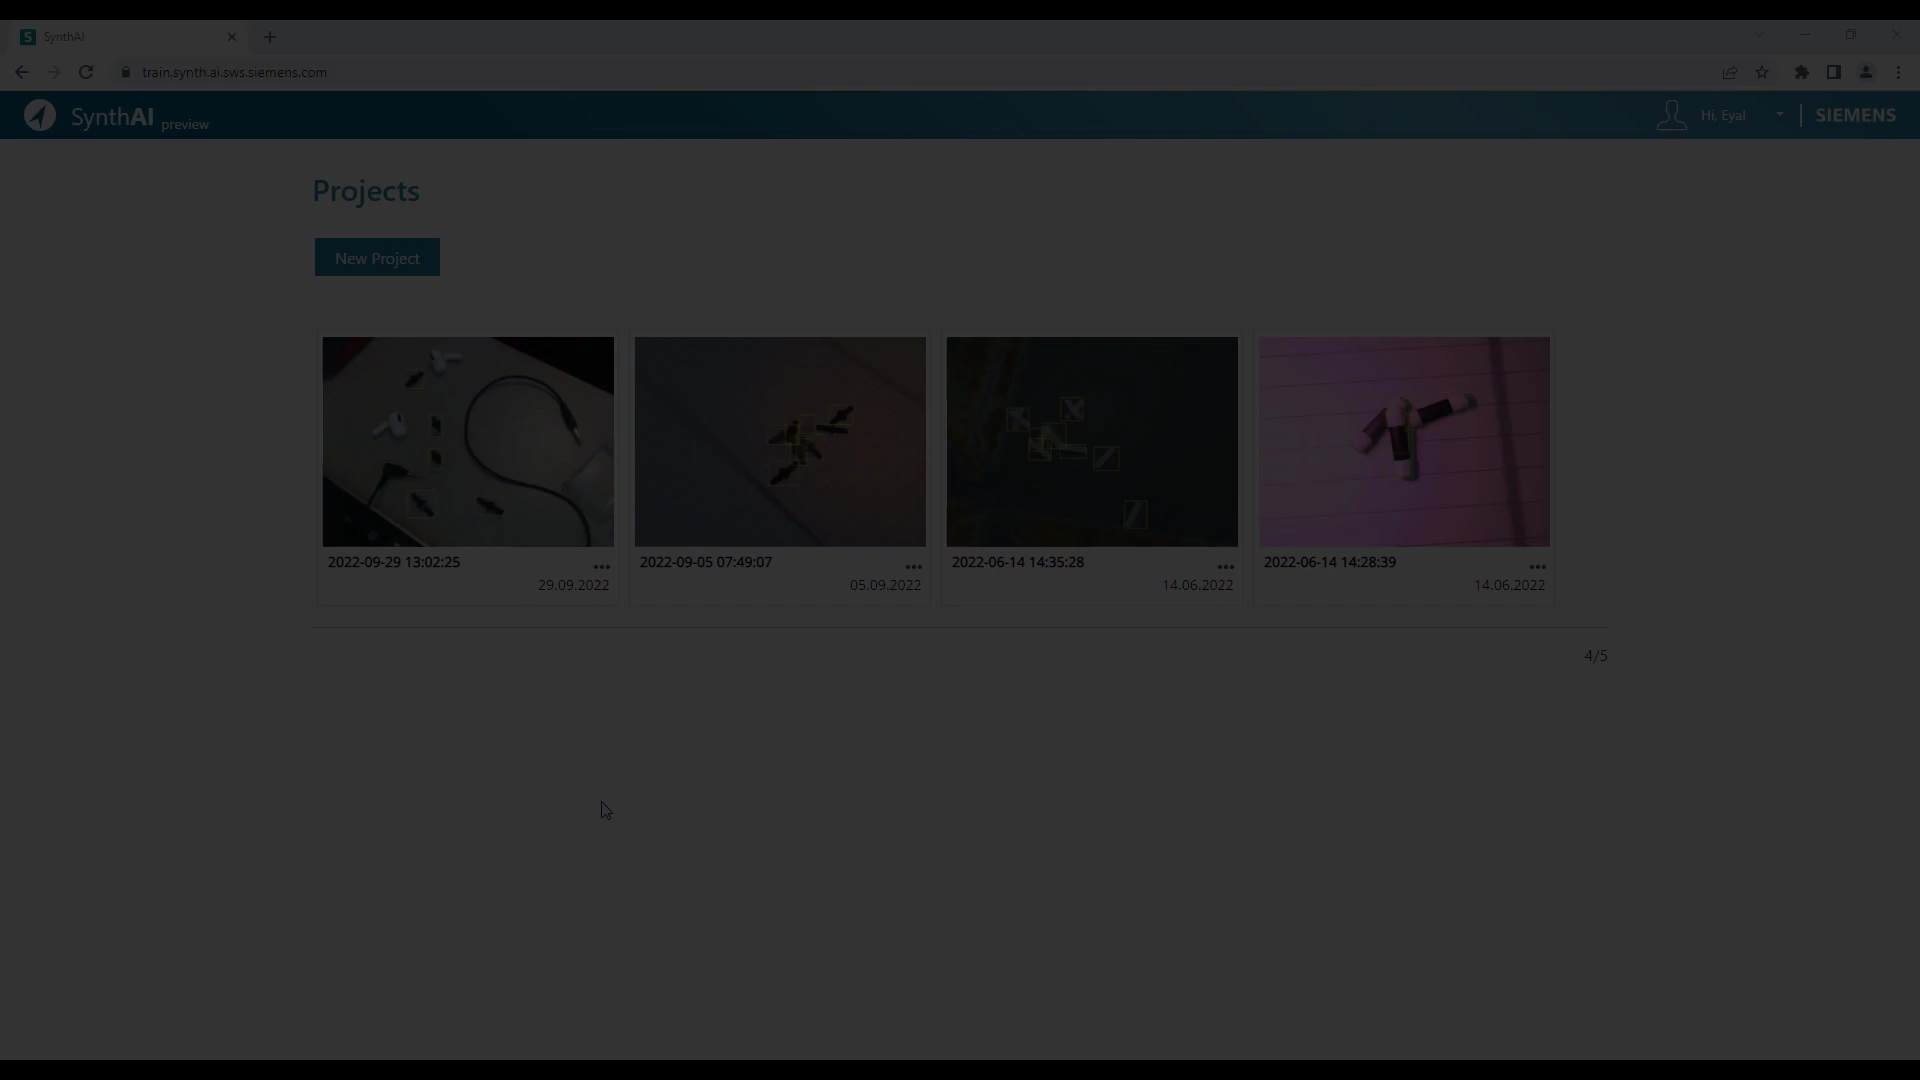 S SynthAI
train.synth.ai.sws.siemens.com
SynthAI preview
Hi, Eyal
SIEMENS
Projects
New Project
2022-09-29 13:02:25
29.09.2022
2022-09-05 07:49:07
05.09.2022
2022-06-14 14:35:28
14.06.2022
2022-06-14 14:28:39
14.06.2022
4/5